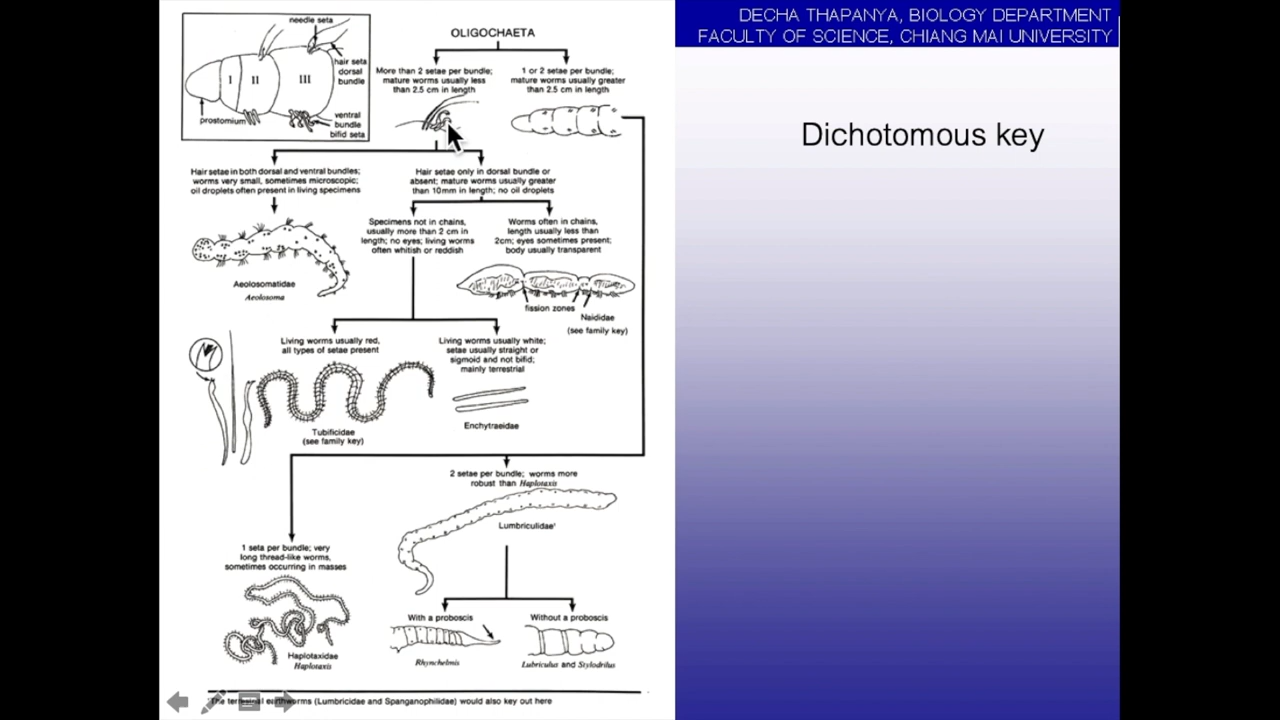 DECHA THAPANYA, BIOLOGY DEPARTMENT
FACULTY OF SCIENCE, CHIANG MAI UNIVERSITY
Dichotomous key
needle seta
hair seta
dorsal
bundle
I II III
prostomium
ventral
bundle
bifid seta
OLIGOCHAETA
More than 2 setae per bundle;
mature worms usually less
than 2.5 cm in length
1 or 2 setae per bundle;
mature worms usually greater
than 2.5 cm in length
Hair setae in both dorsal and ventral bundles;
worms very small, sometimes microscopic;
oil droplets often present in living specimens
Hair setae only in dorsal bundle or
absent; mature worms usually greater
than 10mm in length; no oil droplets
Specimens not in chains,
usually more than 2 cm in
length; no eyes; living worms
often whitish or reddish
Worms often in chains,
length usually less than
2cm; eyes sometimes present;
body usually transparent
Aeolosomatidae
Aeolosoma
fission zones
Naididae
(see family key)
Living worms usually red,
all types of setae present
Living worms usually white;
setae usually straight or
sigmoid and not bifid;
mainly terrestrial
Tubificidae
(see family key)
Enchytraeidae
2 setae per bundle; worms more
robust than Haplotaxis
Lumbriculidae¹
1 seta per bundle; very
long thread-like worms,
sometimes occurring in masses
With a proboscis
Without a proboscis
Haplotaxidae
Haplotaxis
Rhynchelmis
Lubriculus and Stylodrilus
The terrestrial earthworms (Lumbricidae and Spanganophilidae) would also key out here